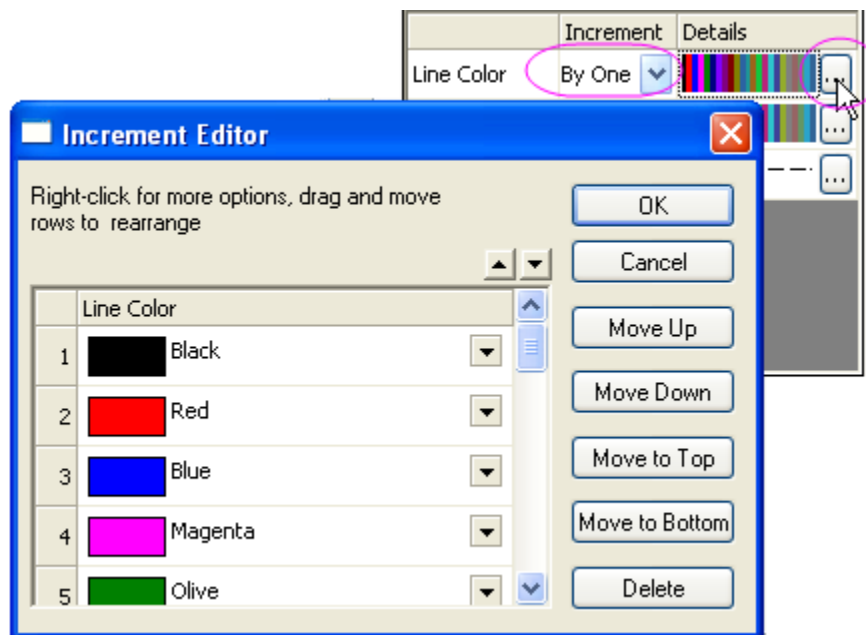 Increment Details
Line Color By One ...
...
...
Increment Editor
Right-click for more options, drag and move
rows to rearrange
OK
Cancel
Move Up
Move Down
Move to Top
Move to Bottom
Delete
Line Color
1 Black
2 Red
3 Blue
4 Magenta
5 Olive